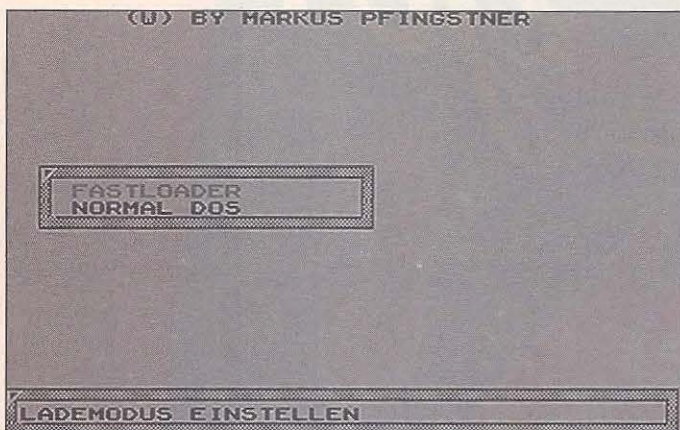 (W) BY MARKUS PFINGSTNER
FASTLOADER
NORMAL DOS
LADEMODUS EINSTELLEN